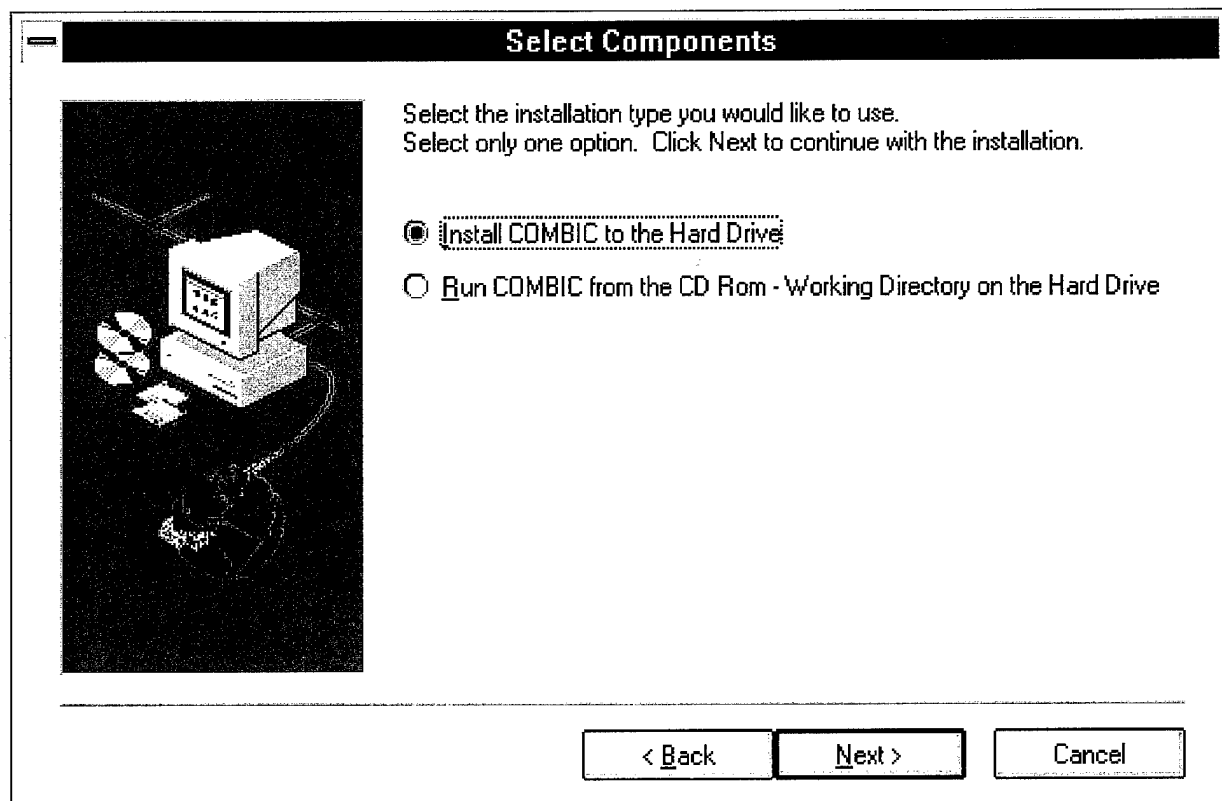 Select Components
Select the installation type you would like to use.
Select only one option. Click Next to continue with the installation.
Install COMBIC to the Hard Drive
Run COMBIC from the CD Rom - Working Directory on the Hard Drive
< Back
Next >
Cancel